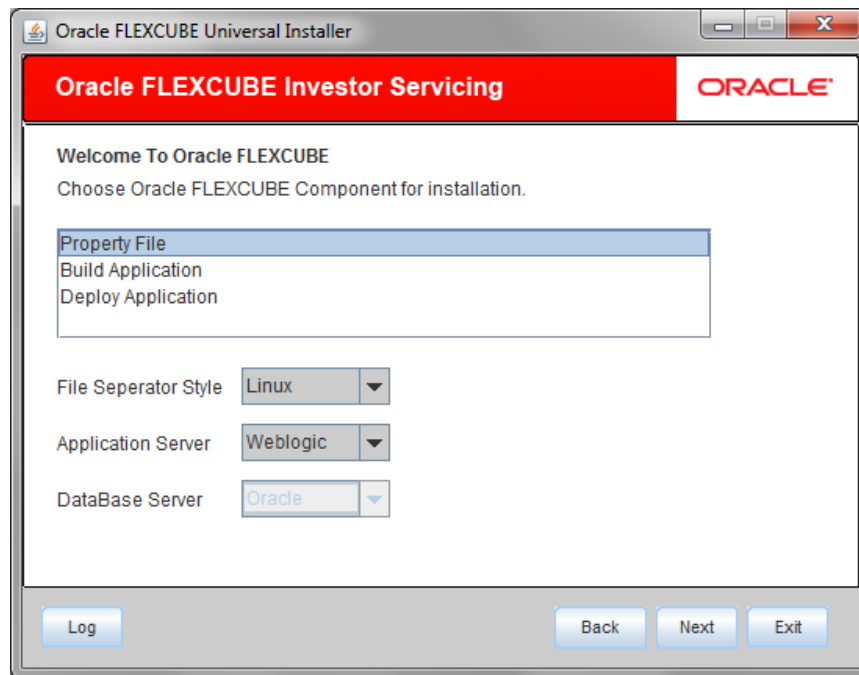 Oracle FLEXCUBE Universal Installer
Oracle FLEXCUBE Investor Servicing
ORACLE
Welcome To Oracle FLEXCUBE
Choose Oracle FLEXCUBE Component for installation.
Property File
Build Application
Deploy Application
File Seperator Style Linux
Application Server Weblogic
DataBase Server Oracle
Log Back Next Exit